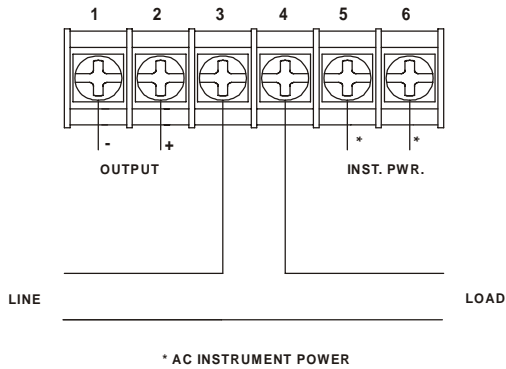 1 2 3 4 5 6
- + * *
OUTPUT INST. PWR.
LINE LOAD
* AC INSTRUMENT POWER